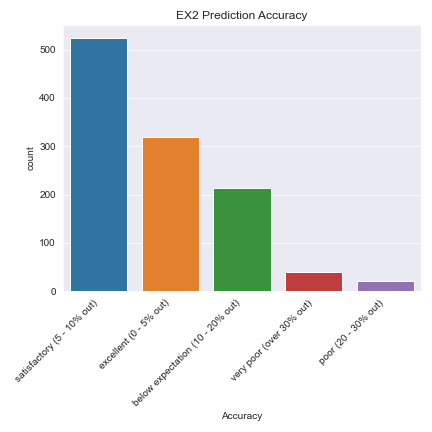 EX2 Prediction Accuracy
500
400
300
200
100
0
count
satisfactory (5 - 10% out)
excellent (0 - 5% out)
below expectation (10 - 20% out)
very poor (over 30% out)
poor (20 - 30% out)
Accuracy